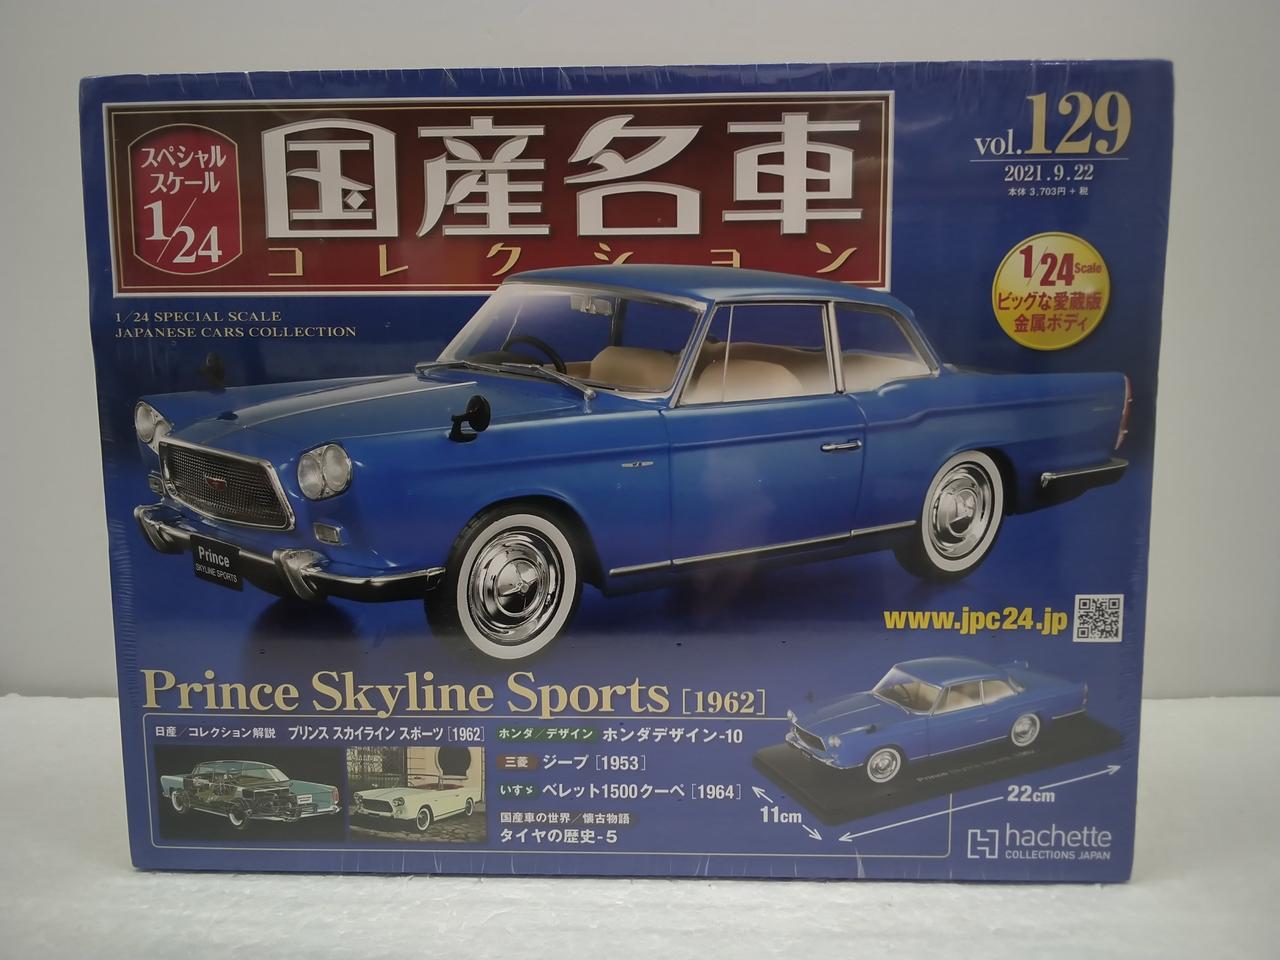 スペシャル
スケール
1/24
国産名車
コレクション
vol.129
2021.9.22
本体 3,703円 + 税
1/24 Scale
ビッグな愛蔵版
金属ボディ
1/24 SPECIAL SCALE
JAPANESE CARS COLLECTION
Prince
SKYLINE SPORTS
www.jpc24.jp
Prince Skyline Sports [1962]
日産/コレクション解説 プリンス スカイライン スポーツ [1962]
ホンダ/デザイン ホンダデザイン-10
三菱 ジープ [1953]
いすゞ ベレット1500クーペ [1964]
国産車の世界/懐古物語
タイヤの歴史-5
Prince Skyline Sports 1962
11cm
22cm
hachette
COLLECTIONS JAPAN